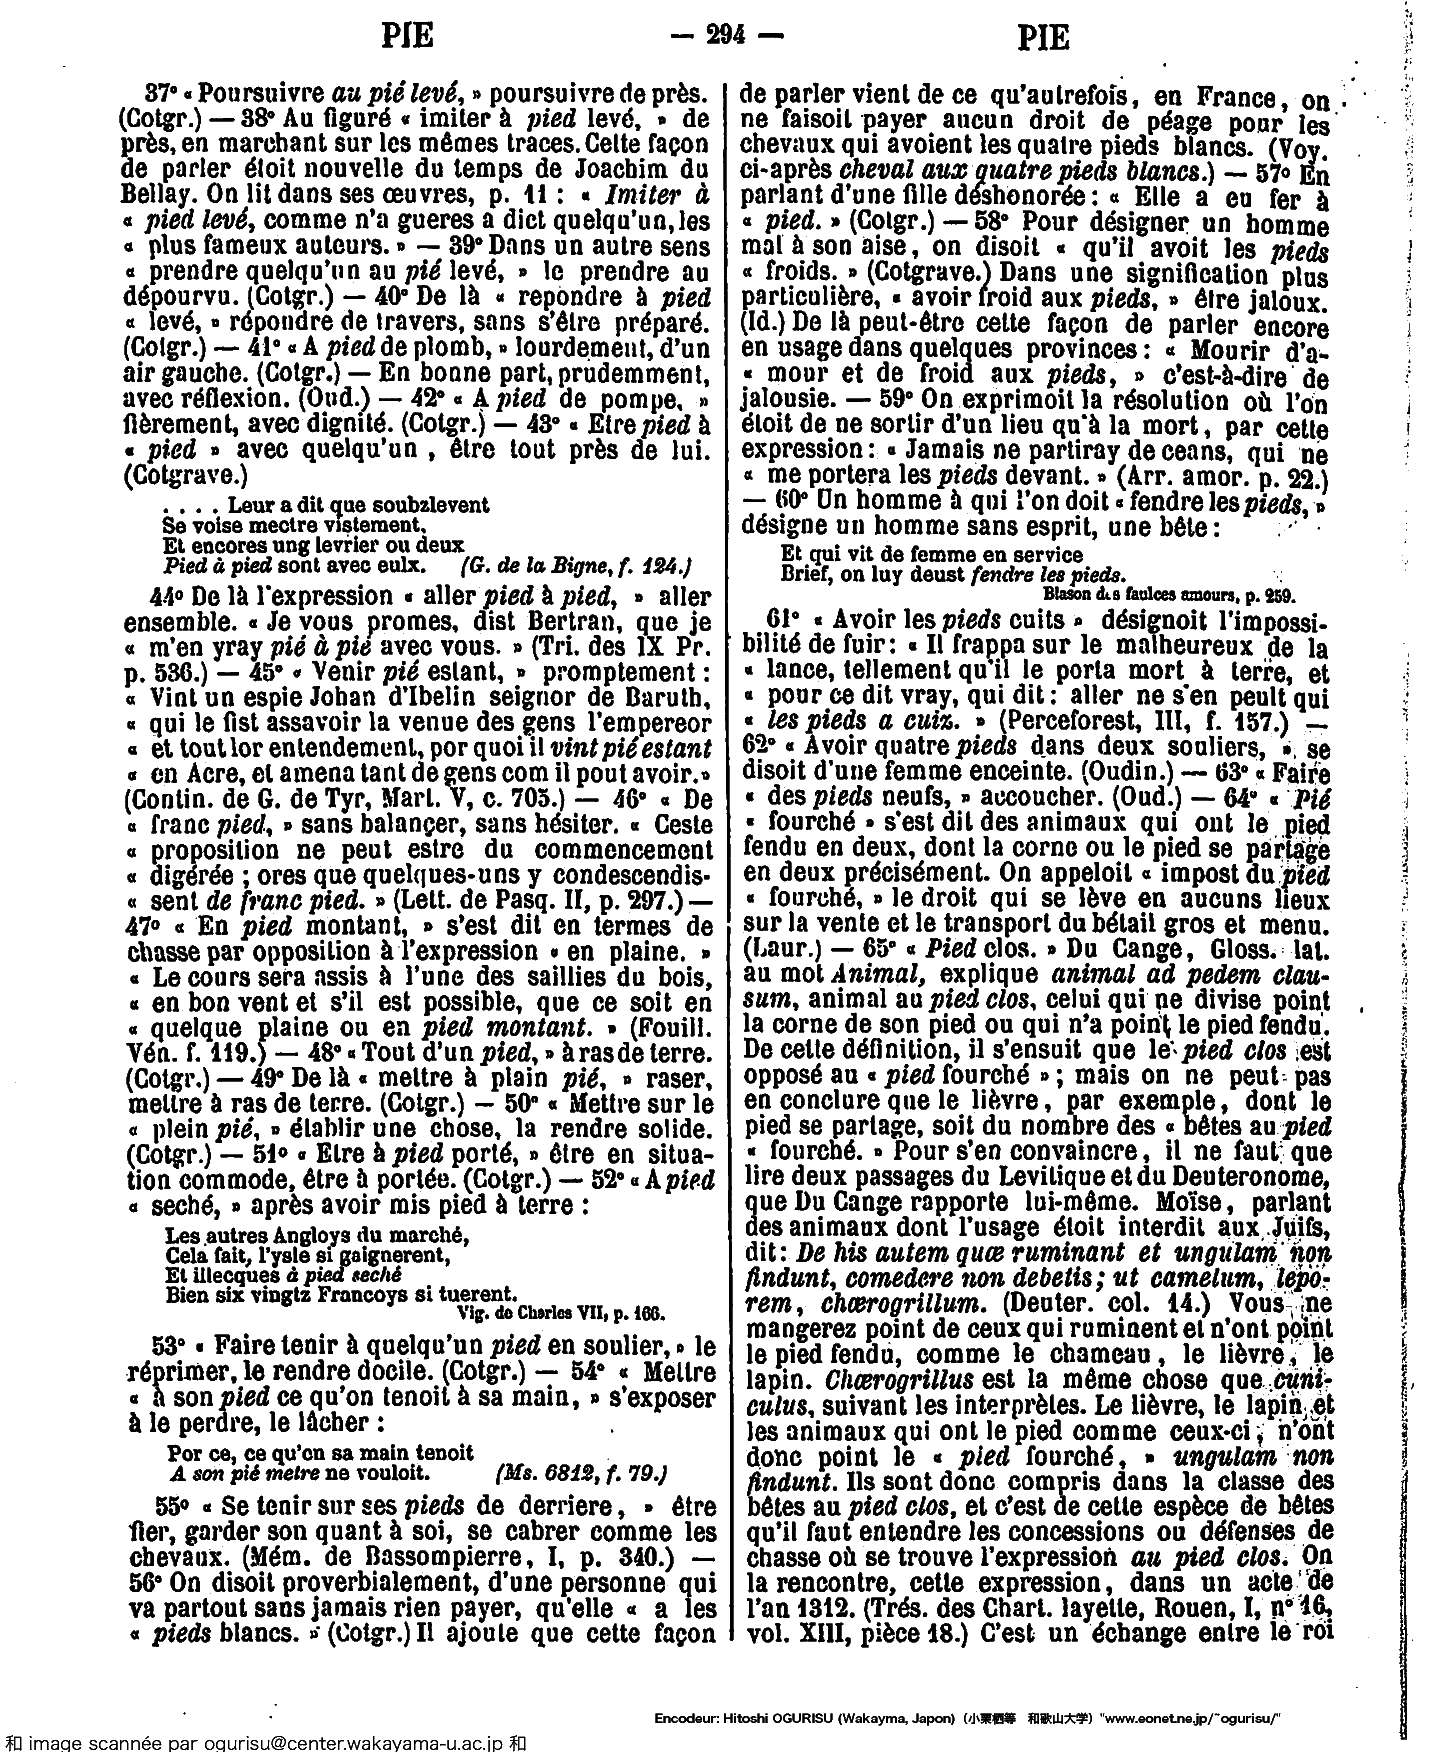 PIE — 294 — PIE
37° « Poursuivre au pié levé, » poursuivre de près.
(Cotgr.) — 38° Au figuré « imiter à pied levé, » de
près, en marchant sur les mêmes traces. Cette façon
de parler étoit nouvelle du temps de Joachim du
Bellay. On lit dans ses œuvres, p. 11 : « Imiter à
« pied levé, comme n'a gueres a dict quelqu'un, les
« plus fameux auteurs. » — 39° Dans un autre sens
« prendre quelqu'un au pié levé, » le prendre au
dépourvu. (Cotgr.) — 40° De là « repondre à pied
« levé, » répondre de travers, sans s'être préparé.
(Cotgr.) — 41° « A pied de plomb, » lourdement, d'un
air gauche. (Cotgr.) — En bonne part, prudemment,
avec réflexion. (Oud.) — 42° « A pied de pompe, »
fièrement, avec dignité. (Cotgr.) — 43° « Etre pied à
« pied » avec quelqu'un , être tout près de lui.
(Cotgrave.)
. . . . Leur a dit que soubzlevent
Se voise mectre vistement,
Et encores ung levrier ou deux
Pied à pied sont avec eulx. (G. de la Bigne, f. 124.)
44° De là l'expression « aller pied à pied, » aller
ensemble. « Je vous promes, dist Bertran, que je
« m'en yray pié à pié avec vous. » (Tri. des IX Pr.
p. 536.) — 45° « Venir pié estant, » promptement :
« Vint un espie Johan d'Ibelin seignor de Baruth,
« qui le fist assavoir la venue des gens l'empereor
« et tout lor entendement, por quoi il vint pié estant
« en Acre, et amena tant de gens com il pout avoir. »
(Contin. de G. de Tyr, Mart. V, c. 705.) — 46° « De
« franc pied, » sans balançer, sans hésiter. « Ceste
« proposition ne peut estre du commencement
« digérée ; ores que quelques-uns y condescendis-
« sent de franc pied. » (Lett. de Pasq. II, p. 297.) —
47° « En pied montant, » s'est dit en termes de
chasse par opposition à l'expression « en plaine. »
« Le cours sera assis à l'une des saillies du bois,
« en bon vent et s'il est possible, que ce soit en
« quelque plaine ou en pied montant. » (Fouill.
Vén. f. 119.) — 48° « Tout d'un pied, » à ras de terre.
(Cotgr.) — 49° De là « mettre à plain pié, » raser,
mettre à ras de terre. (Cotgr.) — 50° « Mettre sur le
« plein pié, » établir une chose, la rendre solide.
(Cotgr.) — 51° « Etre à pied porté, » être en situa-
tion commode, être à portée. (Cotgr.) — 52° « A pied
« seché, » après avoir mis pied à terre :
Les autres Angloys du marché,
Cela fait, l'ysle si gaignerent,
Et illecques à pied seché
Bien six vingtz Francoys si tuerent.
Vig. de Charles VII, p. 166.
53° « Faire tenir à quelqu'un pied en soulier, » le
réprimer, le rendre docile. (Cotgr.) — 54° « Mettre
« à son pied ce qu'on tenoit à sa main, » s'exposer
à le perdre, le lâcher :
Por ce, ce qu'en sa main tenoit
A son pié metre ne vouloit. (Ms. 6812, f. 79.)
55° « Se tenir sur ses pieds de derriere, » être
fier, garder son quant à soi, se cabrer comme les
chevaux. (Mém. de Bassompierre, I, p. 340.) —
56° On disoit proverbialement, d'une personne qui
va partout sans jamais rien payer, qu'elle « a les
« pieds blancs. » (Cotgr.) Il ajoute que cette façon
de parler vient de ce qu'autrefois, en France, on
ne faisoit payer aucun droit de péage pour les
chevaux qui avoient les quatre pieds blancs. (Voy.
ci-après cheval aux quatre pieds blancs.) — 57° En
parlant d'une fille déshonorée : « Elle a eu fer à
« pied. » (Cotgr.) — 58° Pour désigner un homme
mal à son aise, on disoit « qu'il avoit les pieds
« froids. » (Cotgrave.) Dans une signification plus
particulière, « avoir froid aux pieds, » être jaloux.
(Id.) De là peut-être cette façon de parler encore
en usage dans quelques provinces : « Mourir d'a-
« mour et de froid aux pieds, » c'est-à-dire de
jalousie. — 59° On exprimoit la résolution où l'on
étoit de ne sortir d'un lieu qu'à la mort, par cette
expression : « Jamais ne partiray de ceans, qui ne
« me portera les pieds devant. » (Arr. amor. p. 22.)
— 60° Un homme à qui l'on doit « fendre les pieds, »
désigne un homme sans esprit, une bête :
Et qui vit de femme en service
Brief, on luy deust fendre les pieds.
Blason des faulces amours, p. 259.
61° « Avoir les pieds cuits » désignoit l'impossi-
bilité de fuir : « Il frappa sur le malheureux de la
« lance, tellement qu'il le porta mort à terre, et
« pour ce dit vray, qui dit : aller ne s'en peult qui
« les pieds a cuiz. » (Perceforest, III, f. 157.) —
62° « Avoir quatre pieds dans deux souliers, » se
disoit d'une femme enceinte. (Oudin.) — 63° « Faire
« des pieds neufs, » accoucher. (Oud.) — 64° « Pié
« fourché » s'est dit des animaux qui ont le pied
fendu en deux, dont la corne ou le pied se partage
en deux précisément. On appeloit « impost du pied
« fourché, » le droit qui se lève en aucuns lieux
sur la vente et le transport du bétail gros et menu.
(Laur.) — 65° « Pied clos. » Du Cange, Gloss. lat.
au mot Animal, explique animal ad pedem clau-
sum, animal au pied clos, celui qui ne divise point
la corne de son pied ou qui n'a point le pied fendu.
De cette définition, il s'ensuit que le pied clos est
opposé au « pied fourché » ; mais on ne peut pas
en conclure que le lièvre, par exemple, dont le
pied se partage, soit du nombre des « bêtes au pied
« fourché. » Pour s'en convaincre, il ne faut que
lire deux passages du Levitique et du Deuteronome,
que Du Cange rapporte lui-même. Moïse, parlant
des animaux dont l'usage étoit interdit aux Juifs,
dit : De his autem quæ ruminant et ungulam non
findunt, comedere non debetis ; ut camelum, lepo-
rem, chœrogrillum. (Deuter. col. 14.) Vous ne
mangerez point de ceux qui ruminent et n'ont point
le pied fendu, comme le chameau, le lièvre, le
lapin. Chœrogrillus est la même chose que cuni-
culus, suivant les interprètes. Le lièvre, le lapin et
les animaux qui ont le pied comme ceux-ci, n'ont
donc point le « pied fourché, » ungulam non
findunt. Ils sont donc compris dans la classe des
bêtes au pied clos, et c'est de cette espèce de bêtes
qu'il faut entendre les concessions ou défenses de
chasse où se trouve l'expression au pied clos. On
la rencontre, cette expression, dans un acte de
l'an 1312. (Trés. des Chart. layette, Rouen, I, n° 16,
vol. XIII, pièce 18.) C'est un échange entre le roi
Encodeur: Hitoshi OGURISU (Wakayma, Japon) (小栗栖等 和歌山大学) "www.eonet.ne.jp/~ogurisu/"
和 image scannée par ogurisu@center.wakayama-u.ac.jp 和